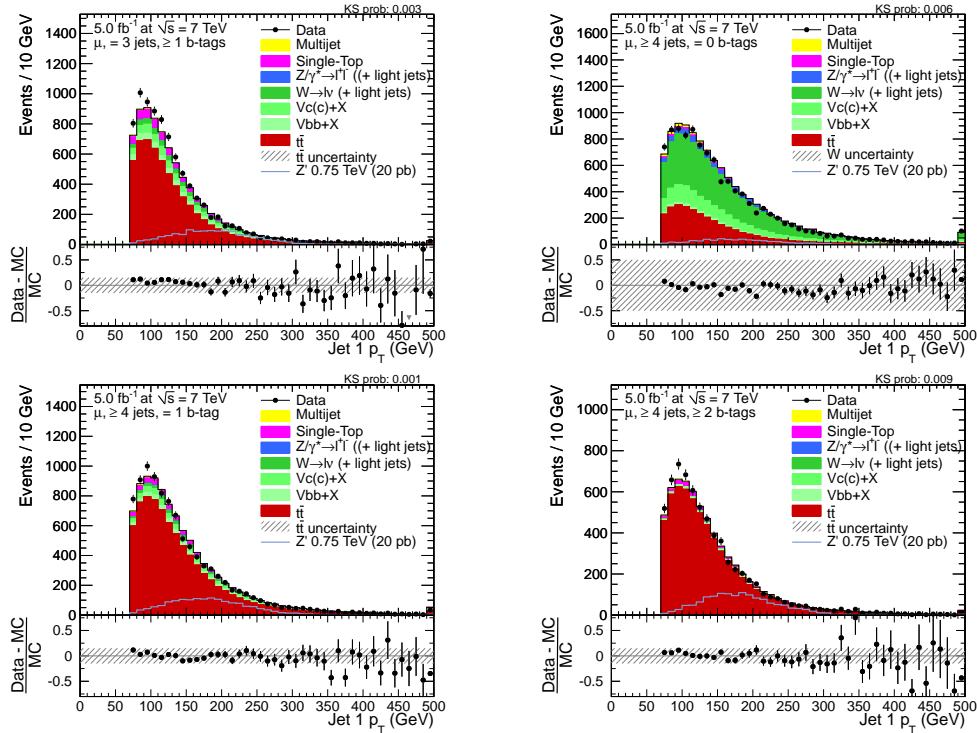 KS prob: 0.003
5.0 fb⁻¹ at √s = 7 TeV
μ, = 3 jets, ≥ 1 b-tags
Data
Multijet
Single-Top
Z/γ*→l⁺l⁻ ((+ light jets)
W→lν (+ light jets)
Vc(c)+X
Vbb+X
tt̄
tt̄ uncertainty
Z' 0.75 TeV (20 pb)
Events / 10 GeV
1400
1200
1000
800
600
400
200
0
Data - MC
MC
0.5
0
-0.5
0 50 100 150 200 250 300 350 400 450 500
Jet 1 p_T (GeV)
KS prob: 0.006
5.0 fb⁻¹ at √s = 7 TeV
μ, ≥ 4 jets, = 0 b-tags
Data
Multijet
Single-Top
Z/γ*→l⁺l⁻ ((+ light jets)
W→lν (+ light jets)
Vc(c)+X
Vbb+X
tt̄
W uncertainty
Z' 0.75 TeV (20 pb)
Events / 10 GeV
1600
1400
1200
1000
800
600
400
200
0
Data - MC
MC
0.5
0
-0.5
0 50 100 150 200 250 300 350 400 450 500
Jet 1 p_T (GeV)
KS prob: 0.001
5.0 fb⁻¹ at √s = 7 TeV
μ, ≥ 4 jets, = 1 b-tag
Data
Multijet
Single-Top
Z/γ*→l⁺l⁻ ((+ light jets)
W→lν (+ light jets)
Vc(c)+X
Vbb+X
tt̄
tt̄ uncertainty
Z' 0.75 TeV (20 pb)
Events / 10 GeV
1400
1200
1000
800
600
400
200
0
Data - MC
MC
0.5
0
-0.5
0 50 100 150 200 250 300 350 400 450 500
Jet 1 p_T (GeV)
KS prob: 0.009
5.0 fb⁻¹ at √s = 7 TeV
μ, ≥ 4 jets, ≥ 2 b-tags
Data
Multijet
Single-Top
Z/γ*→l⁺l⁻ ((+ light jets)
W→lν (+ light jets)
Vc(c)+X
Vbb+X
tt̄
tt̄ uncertainty
Z' 0.75 TeV (20 pb)
Events / 10 GeV
1000
800
600
400
200
0
Data - MC
MC
0.5
0
-0.5
0 50 100 150 200 250 300 350 400 450 500
Jet 1 p_T (GeV)